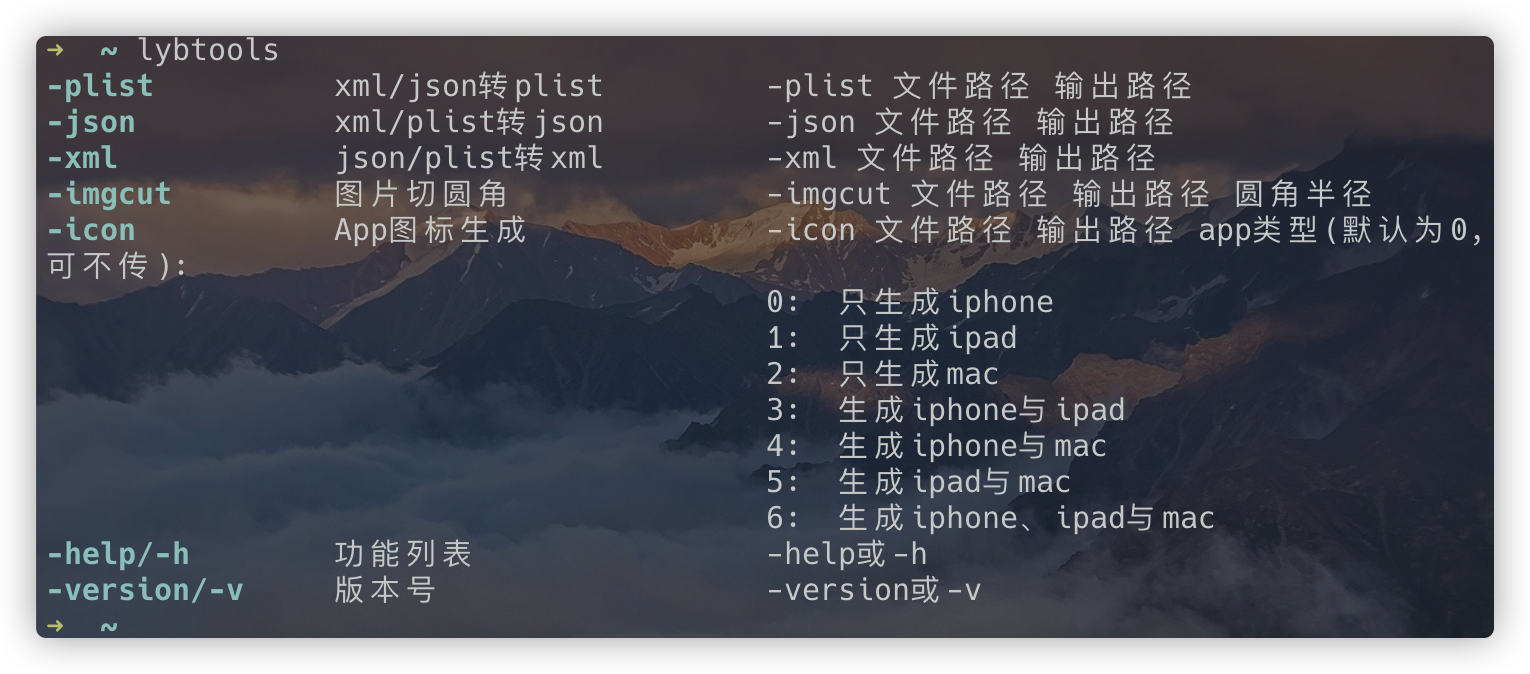 ➜  ~ lybtools
-plist xml/json转plist -plist 文件路径 输出路径
-json xml/plist转json -json 文件路径 输出路径
-xml json/plist转xml -xml 文件路径 输出路径
-imgcut 图片切圆角 -imgcut 文件路径 输出路径 圆角半径
-icon App图标生成 -icon 文件路径 输出路径 app类型(默认为0,
可不传):
0: 只生成iphone
1: 只生成ipad
2: 只生成mac
3: 生成iphone与ipad
4: 生成iphone与mac
5: 生成ipad与mac
6: 生成iphone、ipad与mac
-help/-h 功能列表 -help或-h
-version/-v 版本号 -version或-v
➜  ~